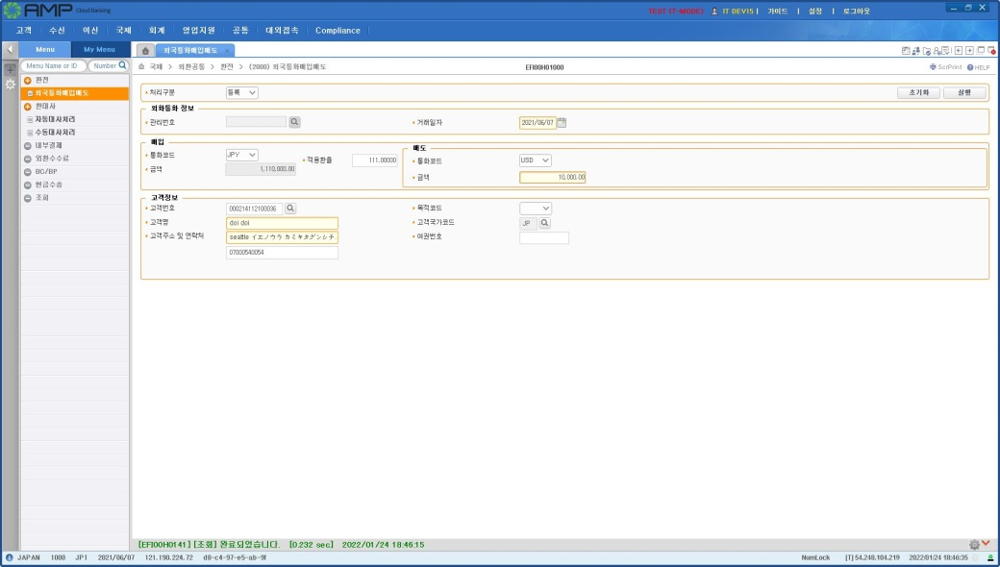 AMP Cloud Banking
TEST (T-MODE) IT DEV15 | 가이드 | 설정 | 로그아웃
고객 수신 여신 국제 회계 영업지원 공통 대외접속 Compliance
Menu My Menu 외국통화매입매도
Menu Name or ID Number
국제 > 외환공통 > 환전 > (2000) 외국통화매입매도 EFI00H01000 ScrPrint HELP
환전
외국통화매입매도
환대사
자동대사처리
수동대사처리
내부결제
외환수수료
BC/BP
현금수송
조회
처리구분 등록 초기화 실행
외화통화 정보
관리번호 거래일자 2021/06/07
매입
통화코드 JPY 적용환율 111.00000
금액 1,110,000.00
매도
통화코드 USD
금액 10,000.00
고객정보
고객번호 000214112100036 목적코드
고객명 doi doi 고객국가코드 JP
고객주소 및 연락처 seattle イエノウラ カミキタグンシチ. 여권번호
07000540054
[EFI00H0141] [조회] 완료되었습니다. [0.232 sec] 2022/01/24 18:46:15
JAPAN 1000 JP1 2021/06/07 121.190.224.72 d8-c4-97-e5-ab-9f NumLock [T] 54.248.104.219 2022/01/24 18:46:35